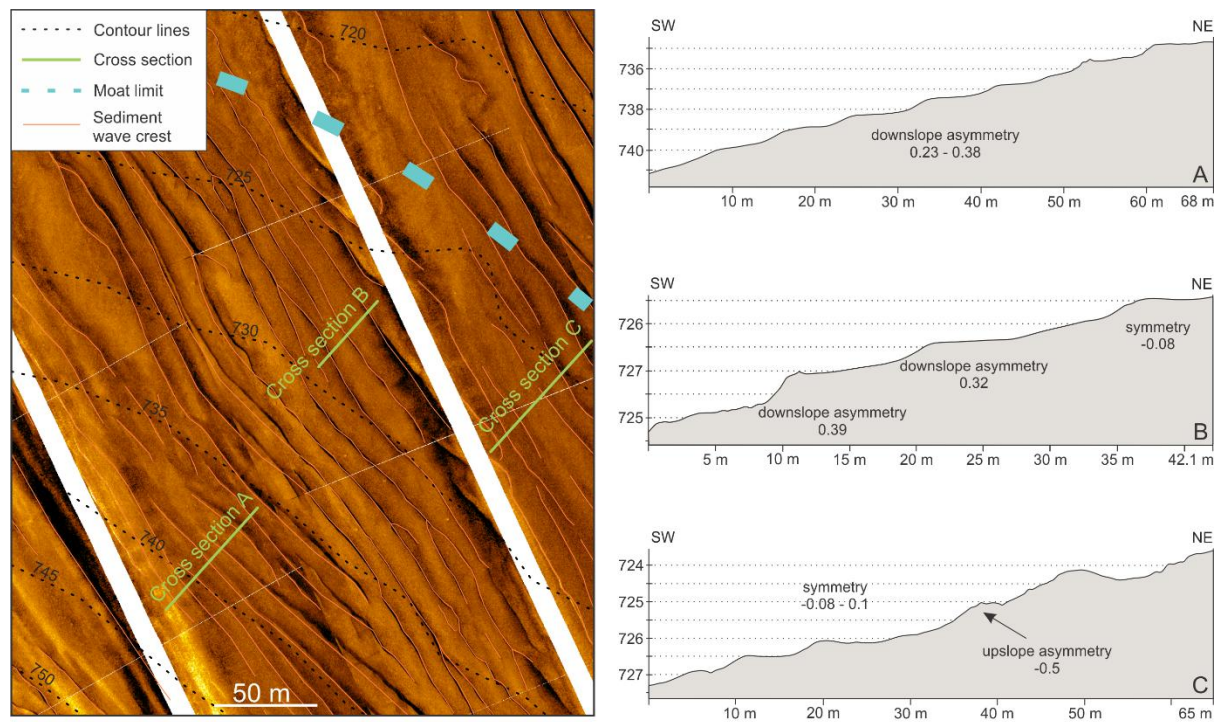 Contour lines
Cross section
Moat limit
Sediment
wave crest
720
725
730
735
740
745
750
Cross section B
Cross section C
Cross section A
50 m
SW NE
736
738
740
downslope asymmetry
0.23 - 0.38
A
10 m 20 m 30 m 40 m 50 m 60 m 68 m
SW NE
726
727
725
symmetry
-0.08
downslope asymmetry
0.32
downslope asymmetry
0.39
B
5 m 10 m 15 m 20 m 25 m 30 m 35 m 42.1 m
SW NE
724
725
726
727
symmetry
-0.08 - 0.1
upslope asymmetry
-0.5
C
10 m 20 m 30 m 40 m 50 m 65 m